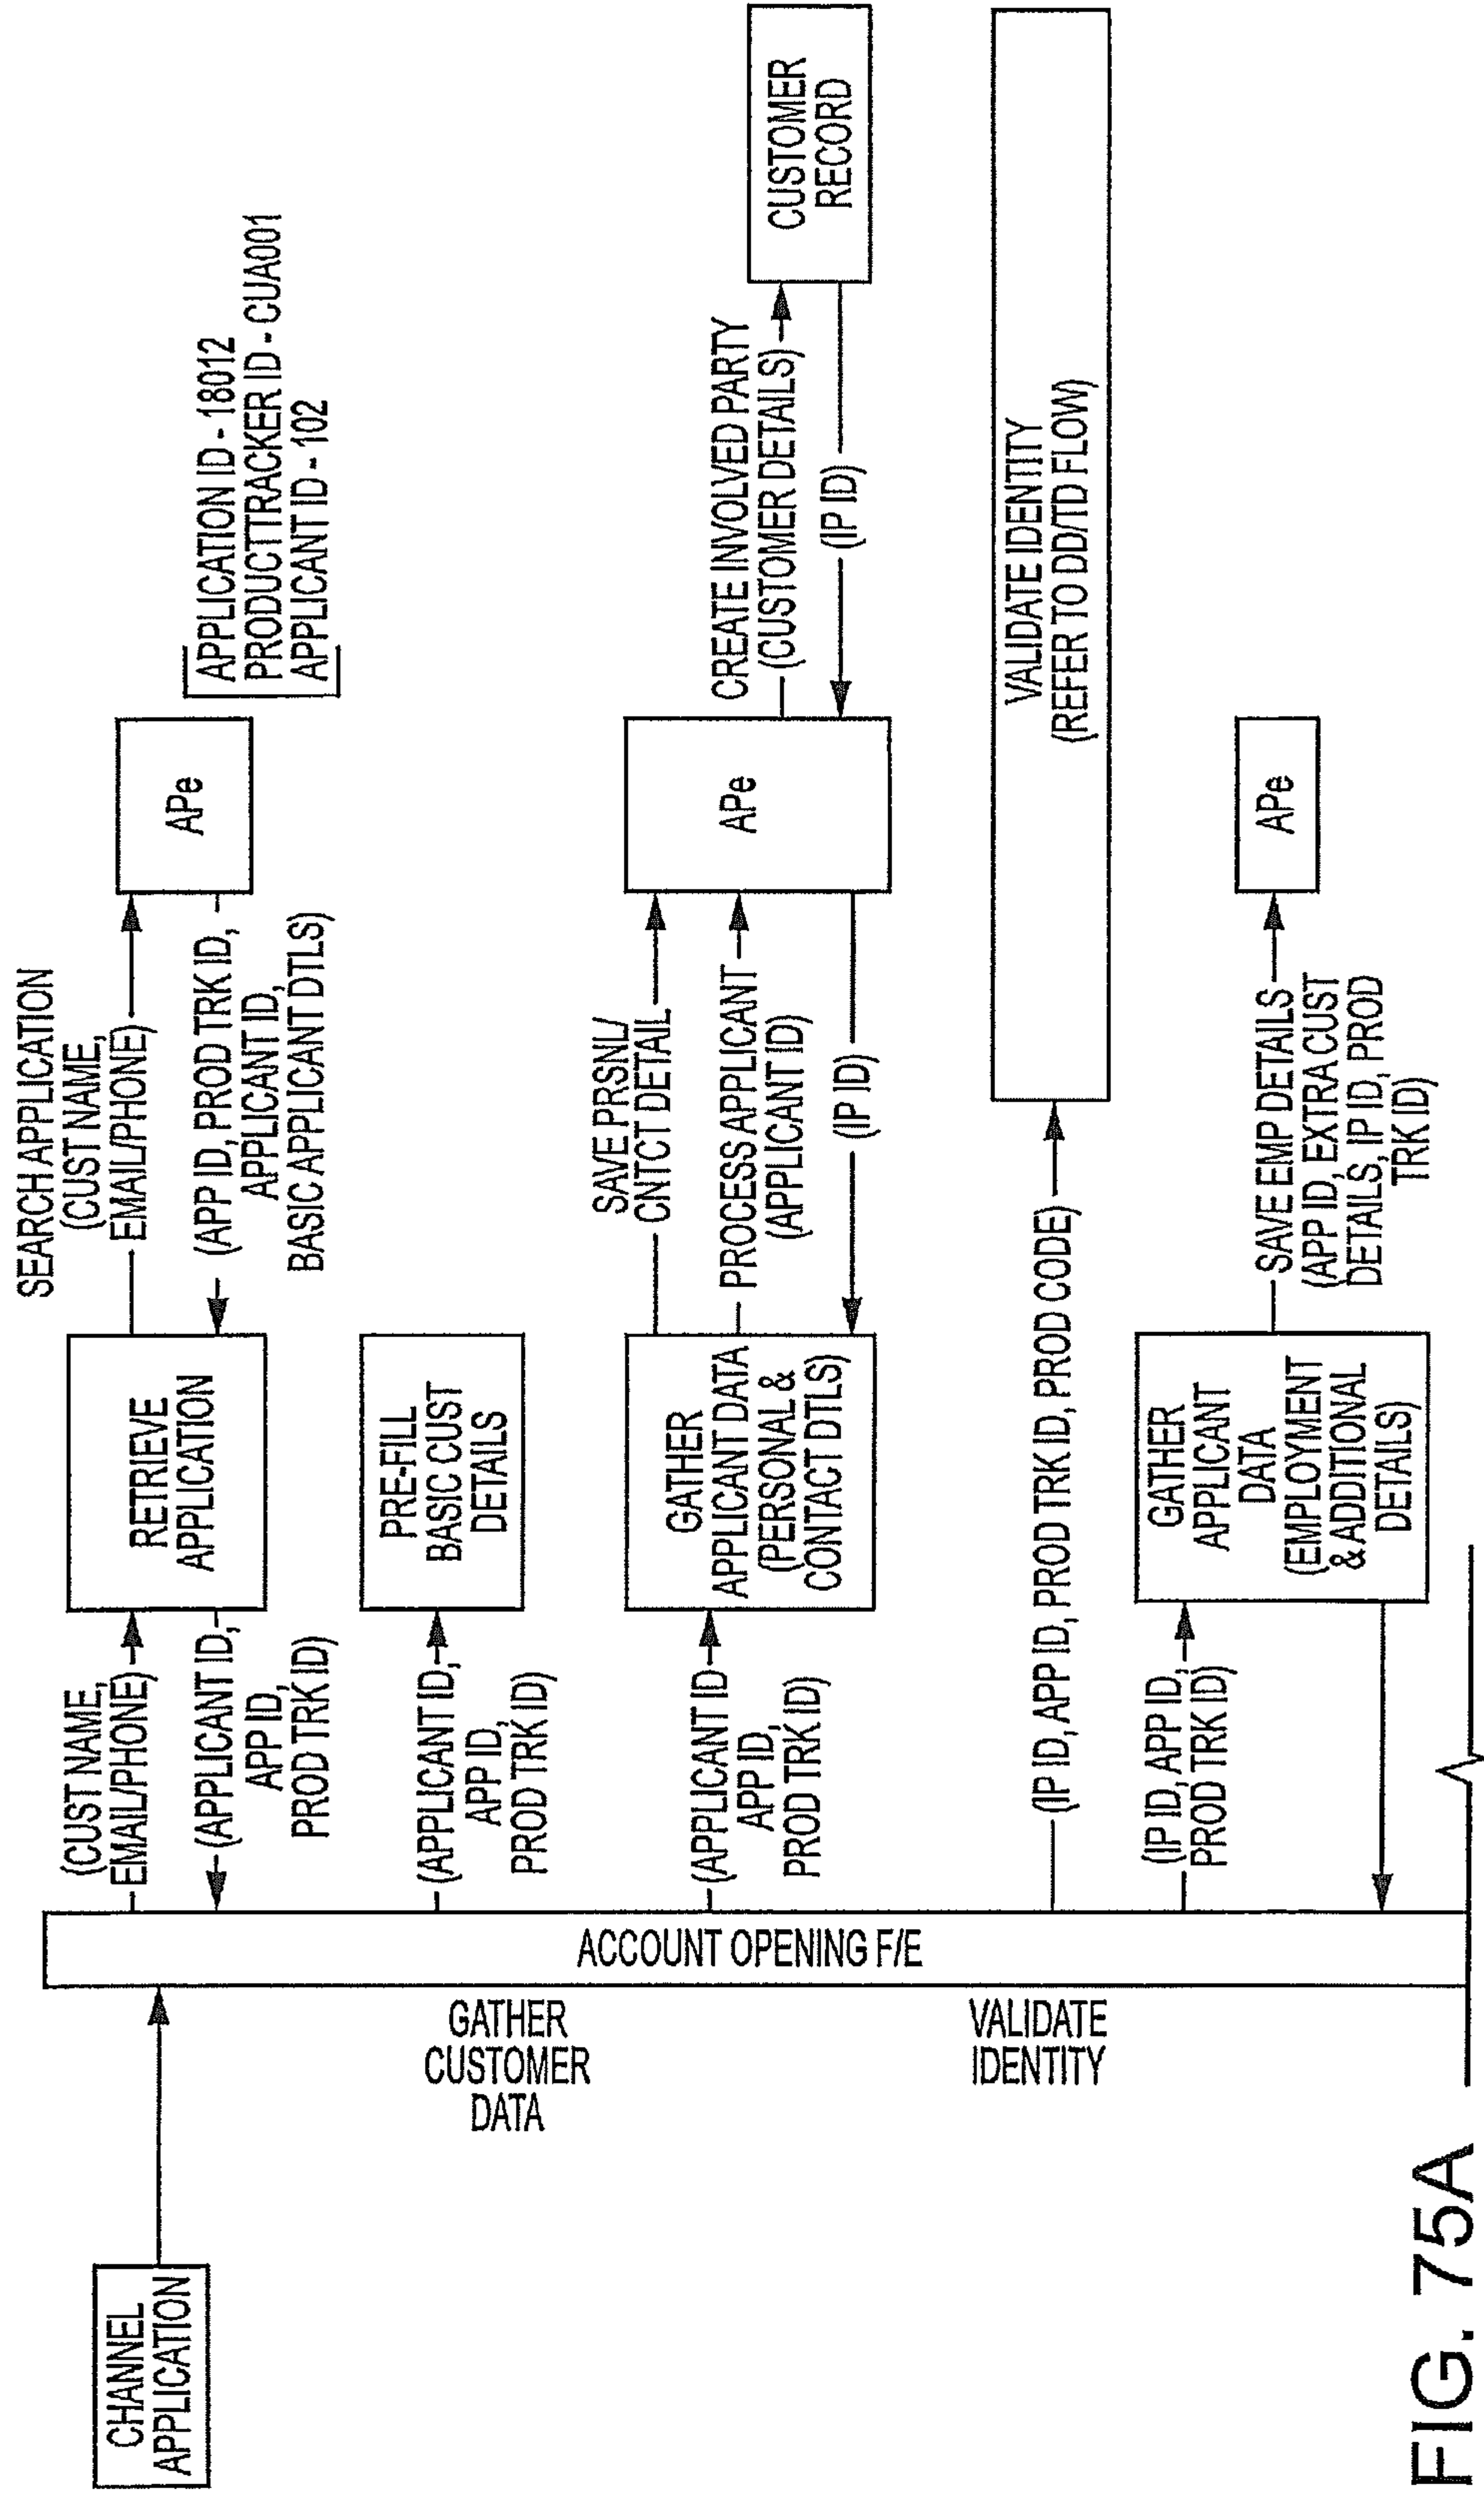 CHANNEL
APPLICATION
ACCOUNT OPENING F/E
GATHER
CUSTOMER
DATA
VALIDATE
IDENTITY
(CUST NAME,
EMAIL/PHONE)
(APPLICANT ID,
APP ID,
PROD TRK ID)
RETRIEVE
APPLICATION
SEARCH APPLICATION
(CUST NAME,
EMAIL/PHONE)
(APP ID, PROD TRK ID,
APPLICANT ID,
BASIC APPLICANT DTLS)
APe
APPLICATION ID - 18012
PRODUCTTRACKER ID - CUA001
APPLICANT ID - 102
(APPLICANT ID,
APP ID,
PROD TRK ID)
PRE-FILL
BASIC CUST
DETAILS
(APPLICANT ID
APP ID,
PROD TRK ID)
GATHER
APPLICANT DATA
(PERSONAL &
CONTACT DTLS)
SAVE PRSNL/
CNTCT DETAIL
PROCESS APPLICANT
(APPLICANT ID)
(IP ID)
APe
CREATE INVOLVED PARTY
(CUSTOMER DETAILS)
(IP ID)
CUSTOMER
RECORD
(IP ID, APP ID, PROD TRK ID, PROD CODE)
VALIDATE IDENTITY
(REFER TO DD/TD FLOW)
(IP ID, APP ID,
PROD TRK ID)
GATHER
APPLICANT
DATA
(EMPLOYMENT
& ADDITIONAL
DETAILS)
SAVE EMP DETAILS
(APP ID, EXTRA CUST
DETAILS, IP ID, PROD
TRK ID)
APe
FIG. 75A